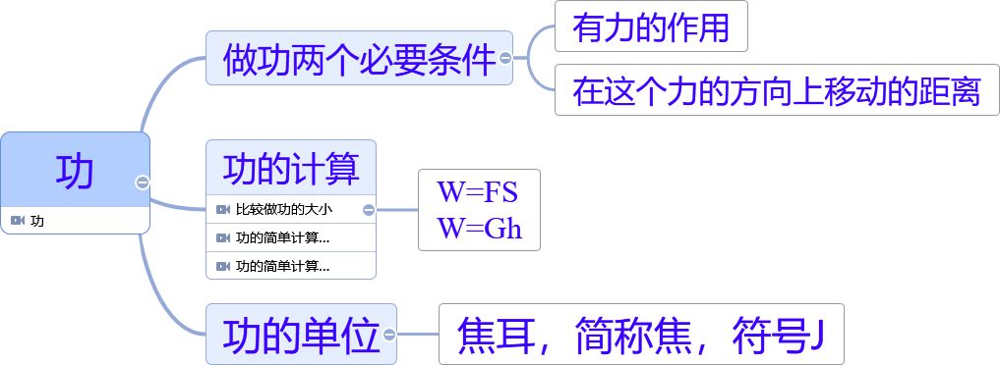 功
功
做功两个必要条件
有力的作用
在这个力的方向上移动的距离
功的计算
比较做功的大小
功的简单计算...
功的简单计算...
W=FS
W=Gh
功的单位
焦耳，简称焦，符号J